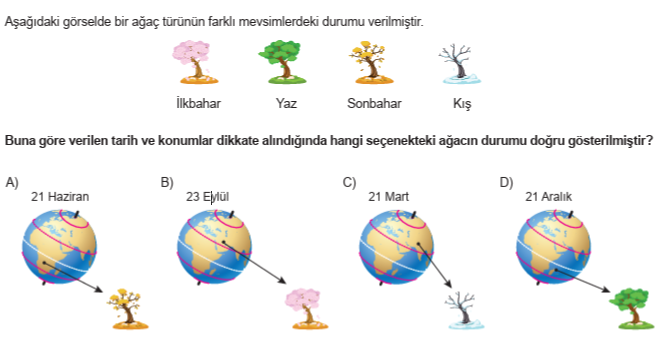 Aşağıdaki görselde bir ağaç türünün farklı mevsimlerdeki durumu verilmiştir.
İlkbahar Yaz Sonbahar Kış
Buna göre verilen tarih ve konumlar dikkate alındığında hangi seçenekteki ağacın durumu doğru gösterilmiştir?
A) B) C) D)
21 Haziran 23 Eylül 21 Mart 21 Aralık